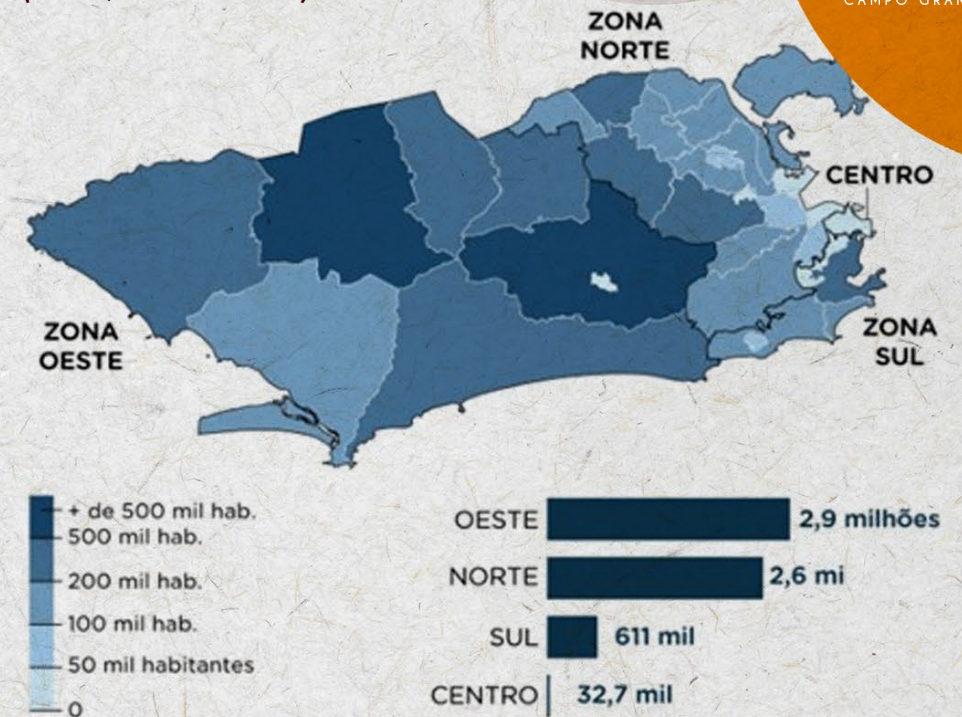 ZONA
NORTE
CENTRO
ZONA
OESTE
ZONA
SUL
+ de 500 mil hab.
500 mil hab.
200 mil hab.
100 mil hab.
50 mil habitantes
0
OESTE 2,9 milhões
NORTE 2,6 mi
SUL 611 mil
CENTRO 32,7 mil